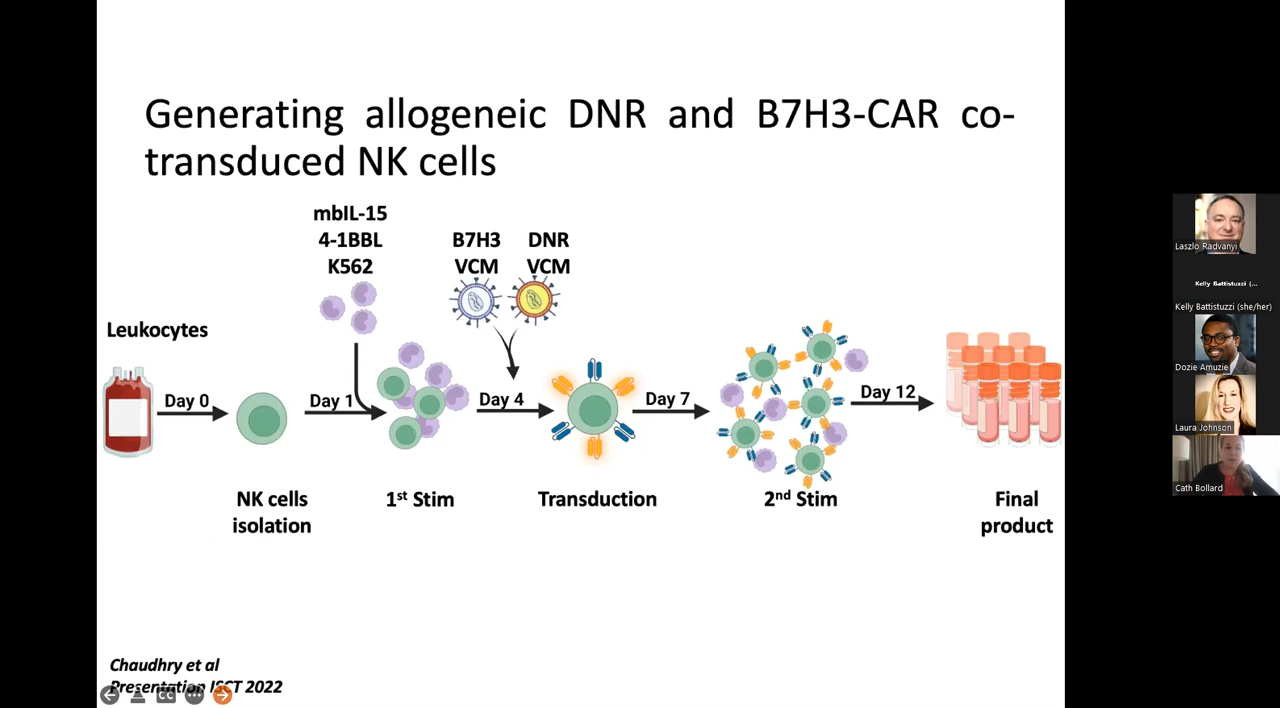 Generating allogeneic DNR and B7H3-CAR co-
transduced NK cells
mbIL-15
4-1BBL
K562
B7H3
VCM
DNR
VCM
Leukocytes
Day 0
Day 1
Day 4
Day 7
Day 12
NK cells
isolation
1st Stim
Transduction
2nd Stim
Final
product
Chaudhry et al
Presentation ISCT 2022
CC
Laszlo Radvanyi
Kelly Battistuzzi (...
Kelly Battistuzzi (she/her)
Dozie Amuzie
Laura Johnson
Cath Bollard